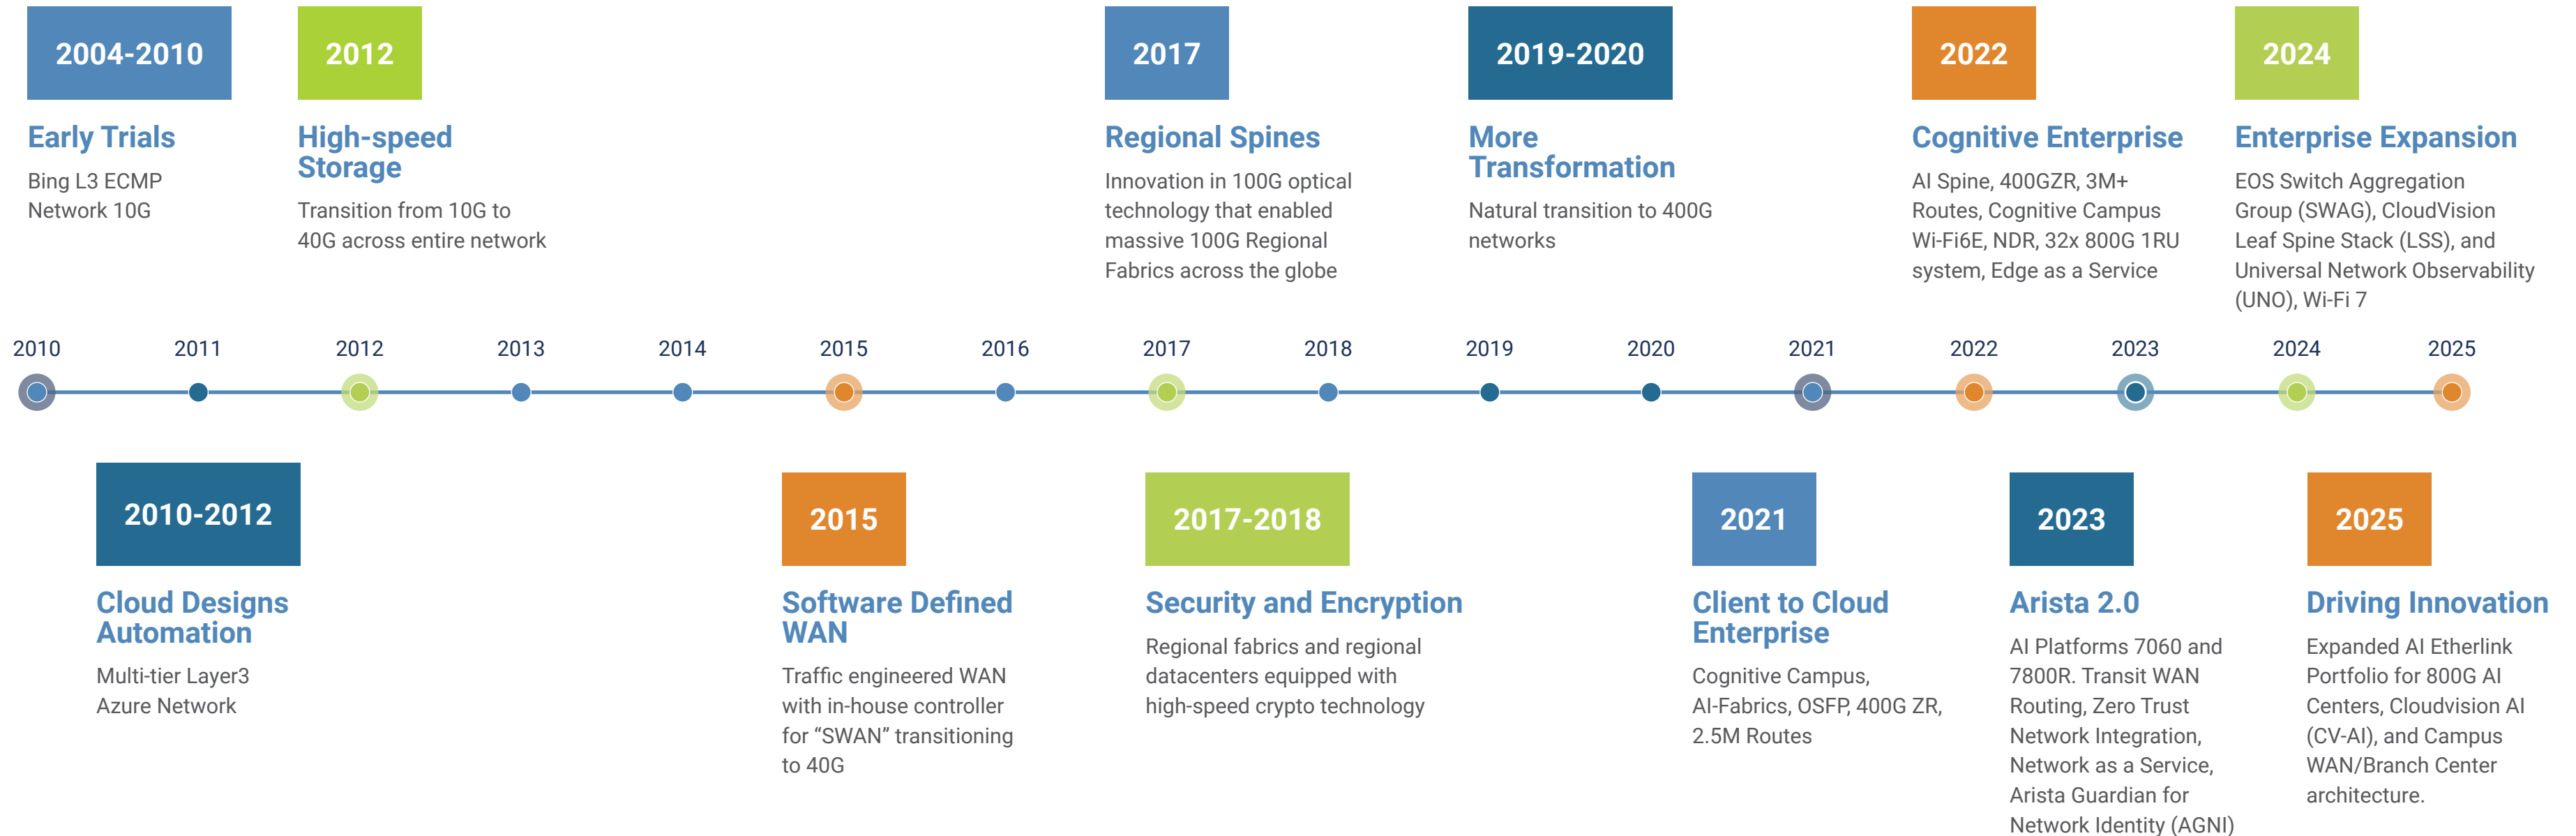 2004-2010
Early Trials
Bing L3 ECMP
Network 10G
2012
High-speed
Storage
Transition from 10G to
40G across entire network
2017
Regional Spines
Innovation in 100G optical
technology that enabled
massive 100G Regional
Fabrics across the globe
2019-2020
More
Transformation
Natural transition to 400G
networks
2022
Cognitive Enterprise
AI Spine, 400GZR, 3M+
Routes, Cognitive Campus
Wi-Fi6E, NDR, 32x 800G 1RU
system, Edge as a Service
2024
Enterprise Expansion
EOS Switch Aggregation
Group (SWAG), CloudVision
Leaf Spine Stack (LSS), and
Universal Network Observability
(UNO), Wi-Fi 7
2010 2011 2012 2013 2014 2015 2016 2017 2018 2019 2020 2021 2022 2023 2024 2025
2010-2012
Cloud Designs
Automation
Multi-tier Layer3
Azure Network
2015
Software Defined
WAN
Traffic engineered WAN
with in-house controller
for “SWAN” transitioning
to 40G
2017-2018
Security and Encryption
Regional fabrics and regional
datacenters equipped with
high-speed crypto technology
2021
Client to Cloud
Enterprise
Cognitive Campus,
AI-Fabrics, OSFP, 400G ZR,
2.5M Routes
2023
Arista 2.0
AI Platforms 7060 and
7800R. Transit WAN
Routing, Zero Trust
Network Integration,
Network as a Service,
Arista Guardian for
Network Identity (AGNI)
2025
Driving Innovation
Expanded AI Etherlink
Portfolio for 800G AI
Centers, Cloudvision AI
(CV-AI), and Campus
WAN/Branch Center
architecture.